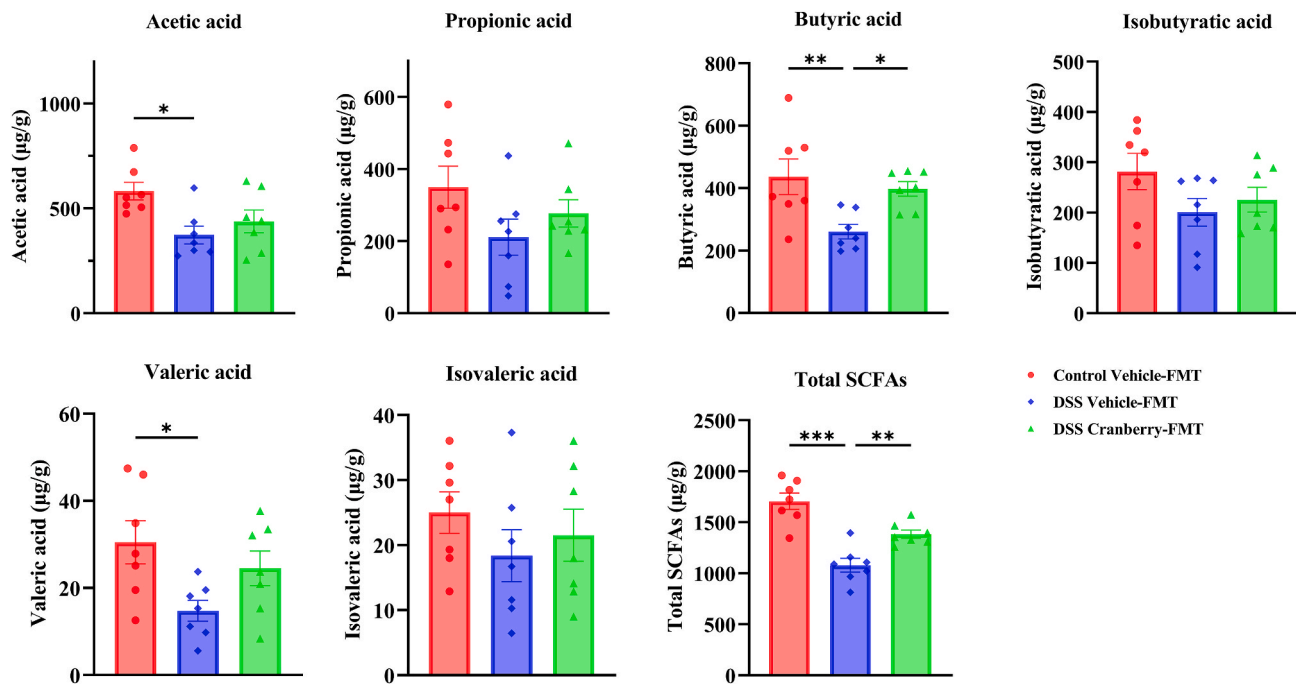 Acetic acid
Acetic acid (μg/g)
1000
500
0
*
Propionic acid
Propionic acid (μg/g)
600
400
200
0
Butyric acid
Butyric acid (μg/g)
800
600
400
200
0
**
*
Isobutyratic acid
Isobutyratic acid (μg/g)
500
400
300
200
100
0
Valeric acid
Valeric acid (μg/g)
60
40
20
0
*
Isovaleric acid
Isovaleric acid (μg/g)
40
30
20
10
0
Total SCFAs
Total SCFAs (μg/g)
2500
2000
1500
1000
500
0
***
**
Control Vehicle-FMT
DSS Vehicle-FMT
DSS Cranberry-FMT